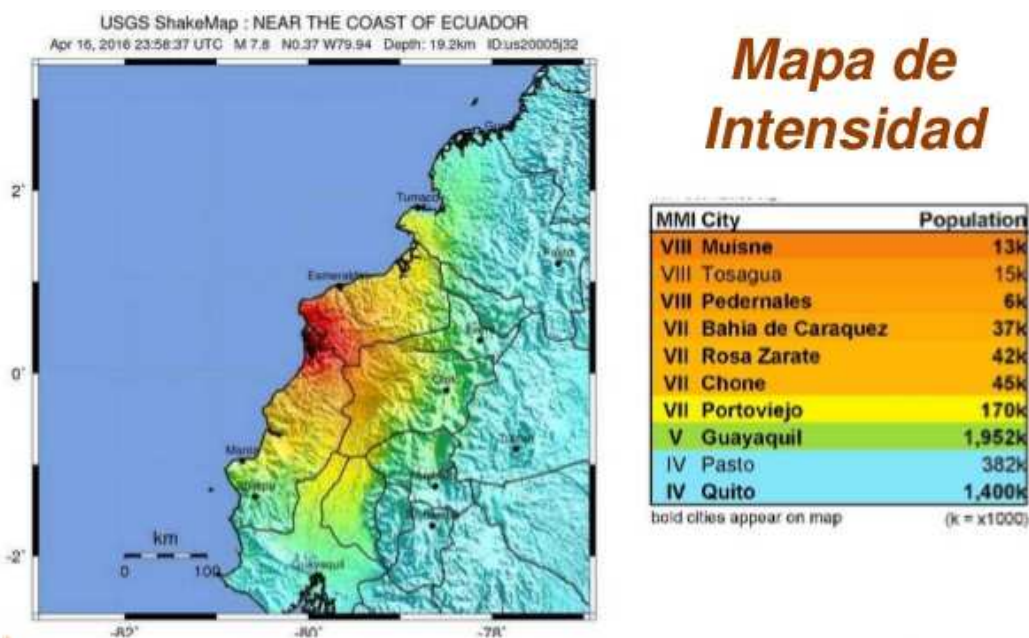 USGS ShakeMap : NEAR THE COAST OF ECUADOR
Apr 16, 2016 23:58:37 UTC M 7.8 N0.37 W79.94 Depth: 19.2km ID:us20005j32
Mapa de
Intensidad
2˚
0˚
-2˚
Tumaco
Esmeraldas
Manta
Guayaquil
km
0 100
-82˚ -80˚ -78˚
MMI City Population
VIII Muisne 13k
VIII Tosagua 15k
VIII Pedernales 6k
VII Bahia de Caraquez 37k
VII Rosa Zarate 42k
VII Chone 45k
VII Portoviejo 170k
V Guayaquil 1,952k
IV Pasto 382k
IV Quito 1,400k
bold cities appear on map (k = x1000)